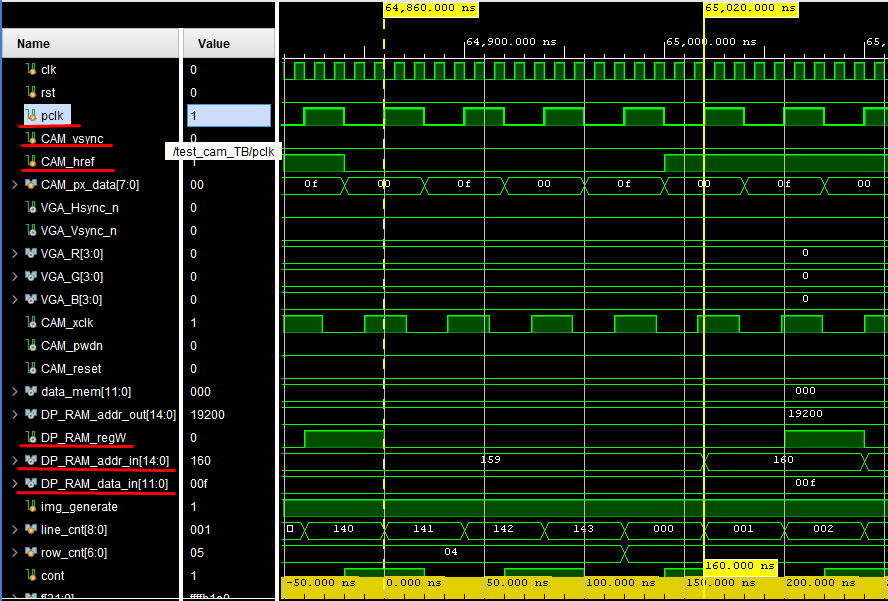 64,860.000 ns 65,020.000 ns
Name Value
64,900.000 ns 65,000.000 ns 65,
clk 0
rst 0
pclk 1
CAM_vsync 0
/test_cam_TB/pclk
CAM_href
CAM_px_data[7:0] 00 0f 00 0f 00 0f 00 0f 00
VGA_Hsync_n 0
VGA_Vsync_n 0
VGA_R[3:0] 0 0
VGA_G[3:0] 0 0
VGA_B[3:0] 0 0
CAM_xclk 1
CAM_pwdn 0
CAM_reset 0
data_mem[11:0] 000 000
DP_RAM_addr_out[14:0] 19200 19200
DP_RAM_regW 0
DP_RAM_addr_in[14:0] 160 159 160
DP_RAM_data_in[11:0] 00f 00f
img_generate 1
line_cnt[8:0] 001 140 141 142 143 000 001 002
row_cnt[6:0] 05 04
160.000 ns
cont 1
-50.000 ns 0.000 ns 50.000 ns 100.000 ns 150.000 ns 200.000 ns